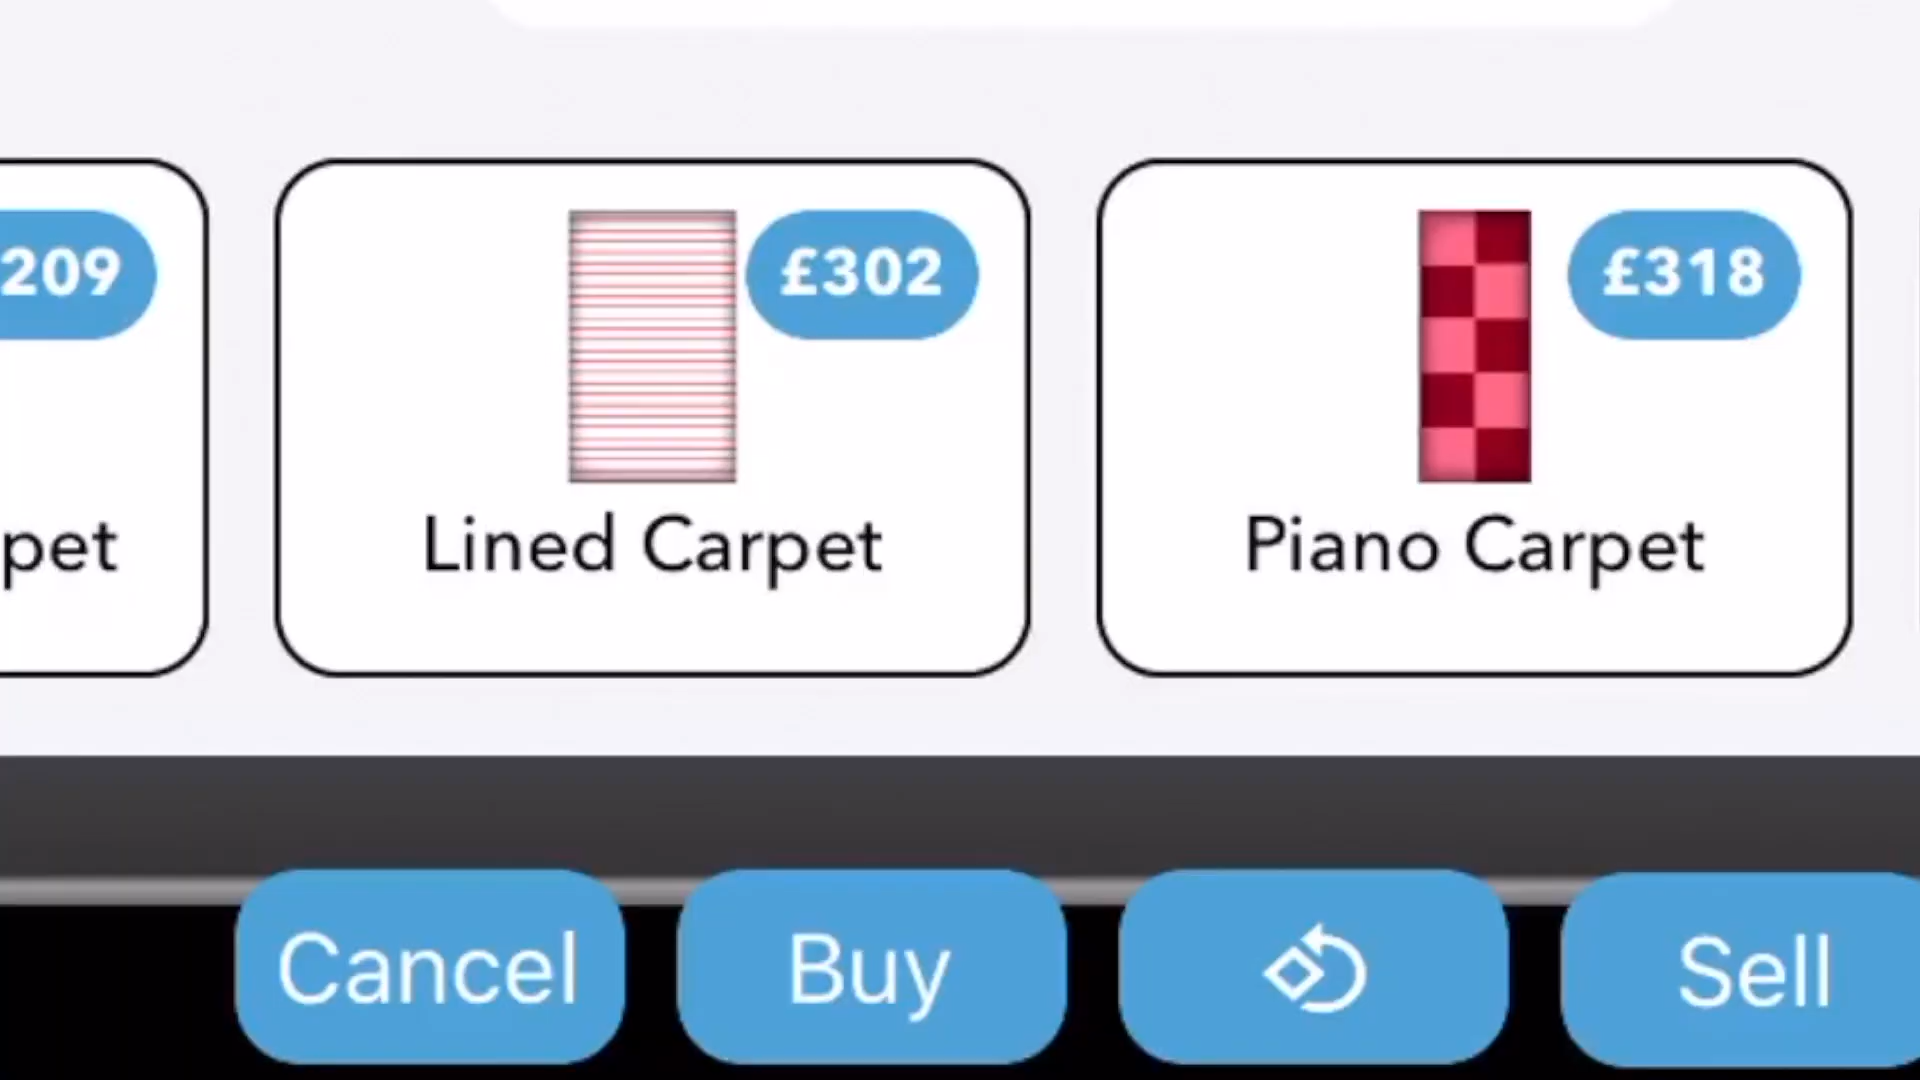 209
£302
£318
pet
Lined Carpet
Piano Carpet
Cancel
Buy
Sell